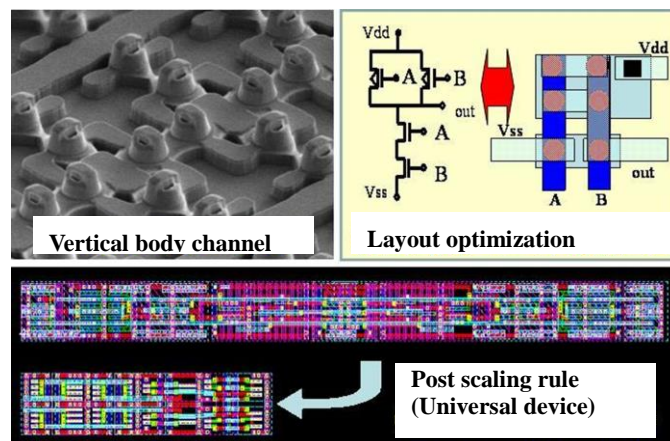 Vertical body channel
Vdd
A
B
out
A
B
Vss
Vdd
Vss
out
A B
Layout optimization
Post scaling rule
(Universal device)